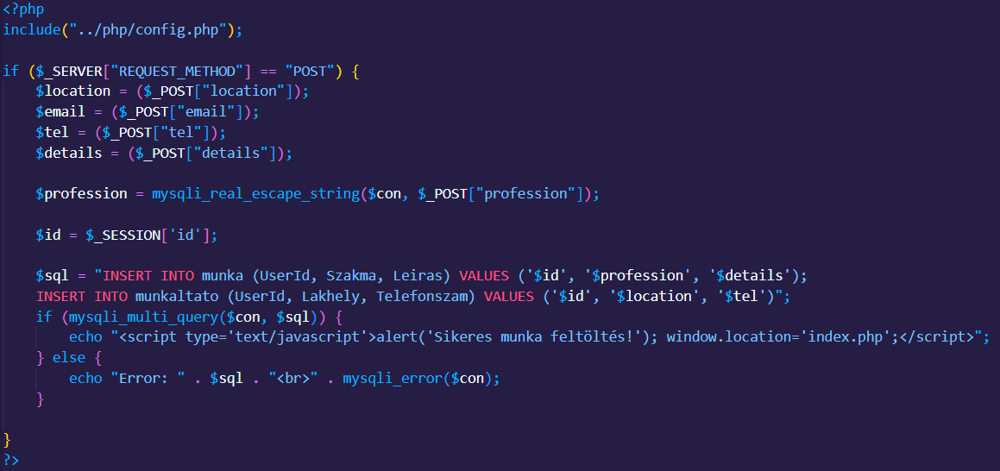 <?php
include("../php/config.php");
if ($_SERVER["REQUEST_METHOD"] == "POST") {
$location = ($_POST["location"]);
$email = ($_POST["email"]);
$tel = ($_POST["tel"]);
$details = ($_POST["details"]);
$profession = mysqli_real_escape_string($con, $_POST["profession"]);
$id = $_SESSION['id'];
$sql = "INSERT INTO munka (UserId, Szakma, Leiras) VALUES ('$id', '$profession', '$details');
INSERT INTO munkaltato (UserId, Lakhely, Telefonszam) VALUES ('$id', '$location', '$tel')";
if (mysqli_multi_query($con, $sql)) {
echo "<script type='text/javascript'>alert('Sikeres munka feltöltés!'); window.location='index.php';</script>";
} else {
echo "Error: " . $sql . "<br>" . mysqli_error($con);
}
}
?>